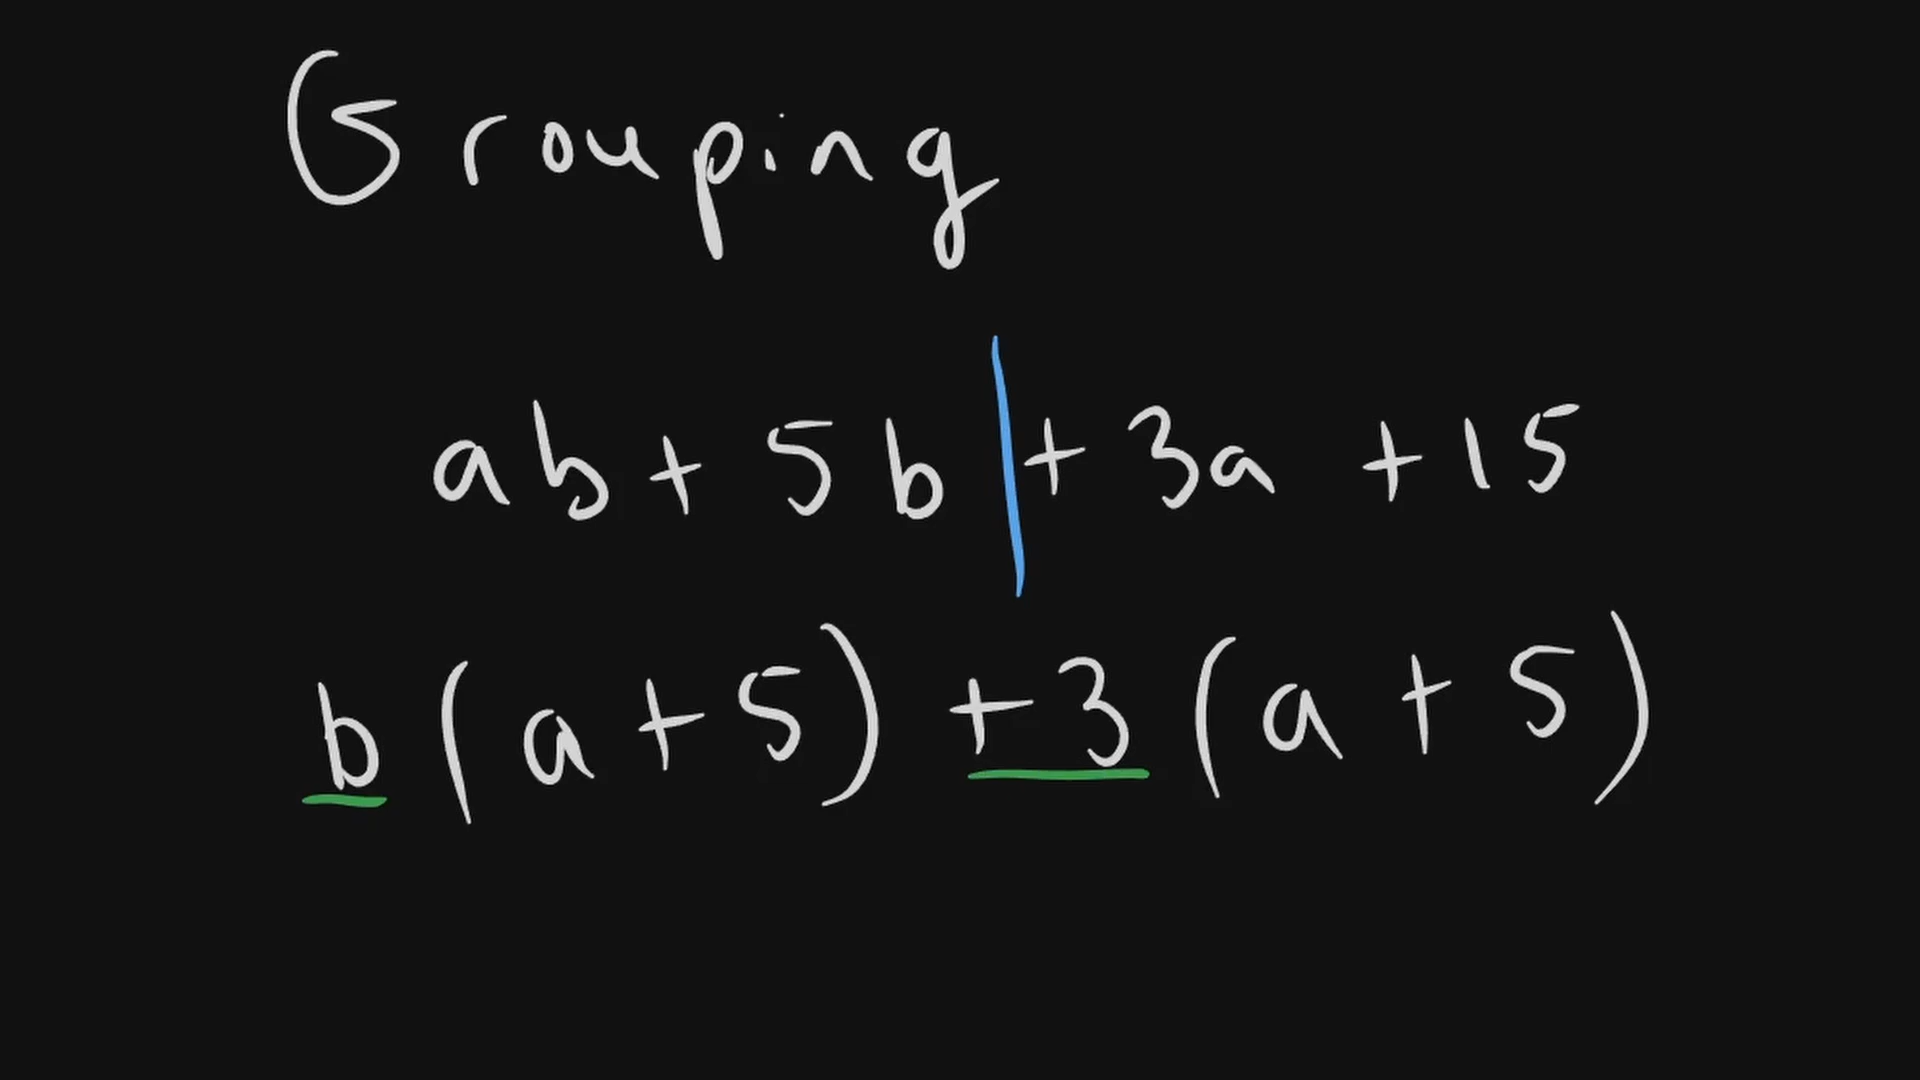 Grouping
ab + 5b | + 3a + 15
b(a + 5) + 3(a + 5)